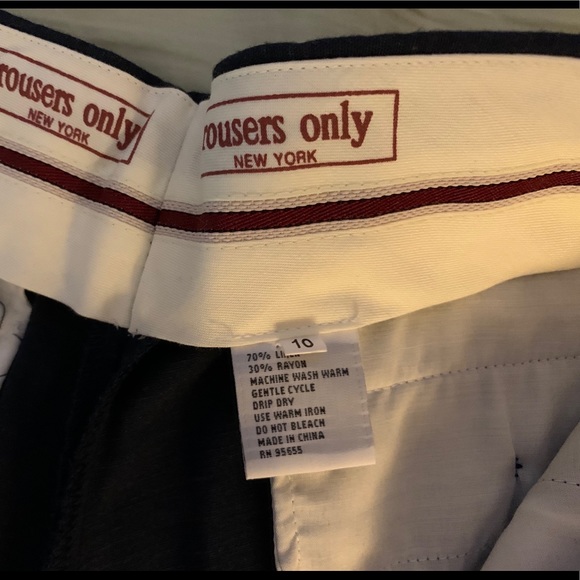 rousers only
NEW YORK
rousers only
NEW YORK
10
70% LINEN
30% RAYON
MACHINE WASH WARM
GENTLE CYCLE
DRIP DRY
USE WARM IRON
DO NOT BLEACH
MADE IN CHINA
RN 95655